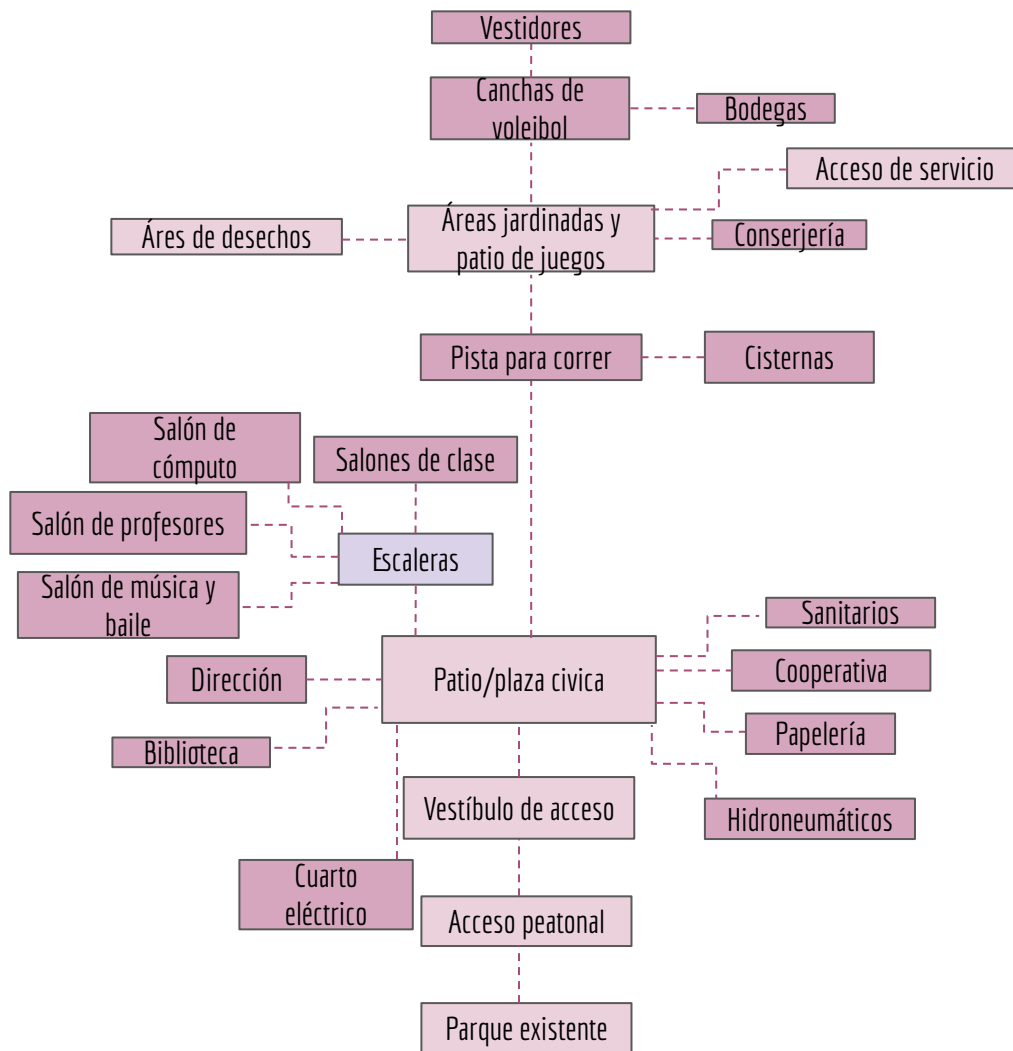 Vestidores
Canchas de
voleibol
Bodegas
Acceso de servicio
Áres de desechos
Áreas jardinadas y
patio de juegos
Conserjería
Pista para correr
Cisternas
Salón de
cómputo
Salones de clase
Salón de profesores
Escaleras
Salón de música y
baile
Sanitarios
Dirección
Patio/plaza civica
Cooperativa
Biblioteca
Papelería
Vestíbulo de acceso
Hidroneumáticos
Cuarto
eléctrico
Acceso peatonal
Parque existente